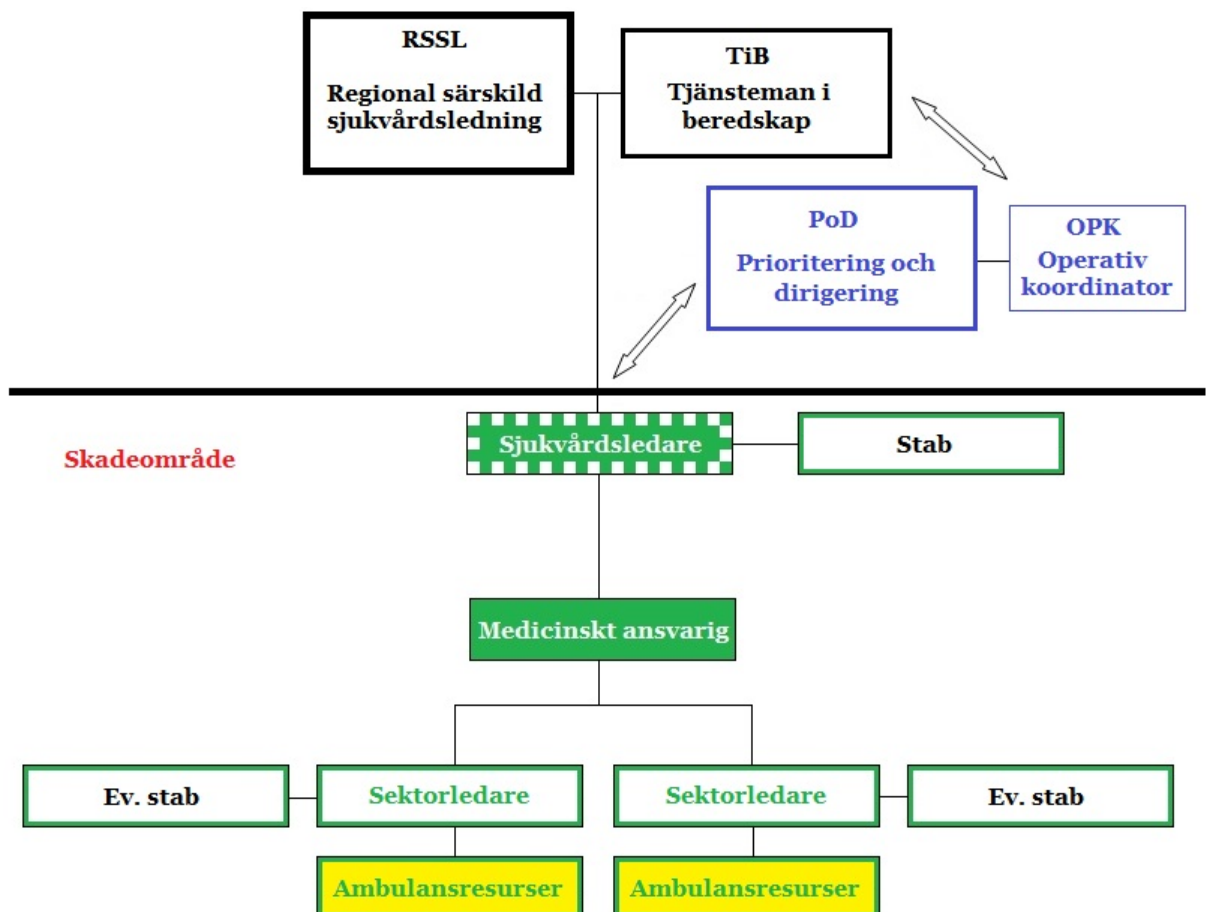 RSSL
Regional särskild
sjukvårdsledning
TiB
Tjänsteman i
beredskap
PoD
Prioritering och
dirigering
OPK
Operativ
koordinator
Skadeområde
Sjukvårdsledare
Stab
Medicinskt ansvarig
Ev. stab
Sektorledare
Sektorledare
Ev. stab
Ambulansresurser
Ambulansresurser